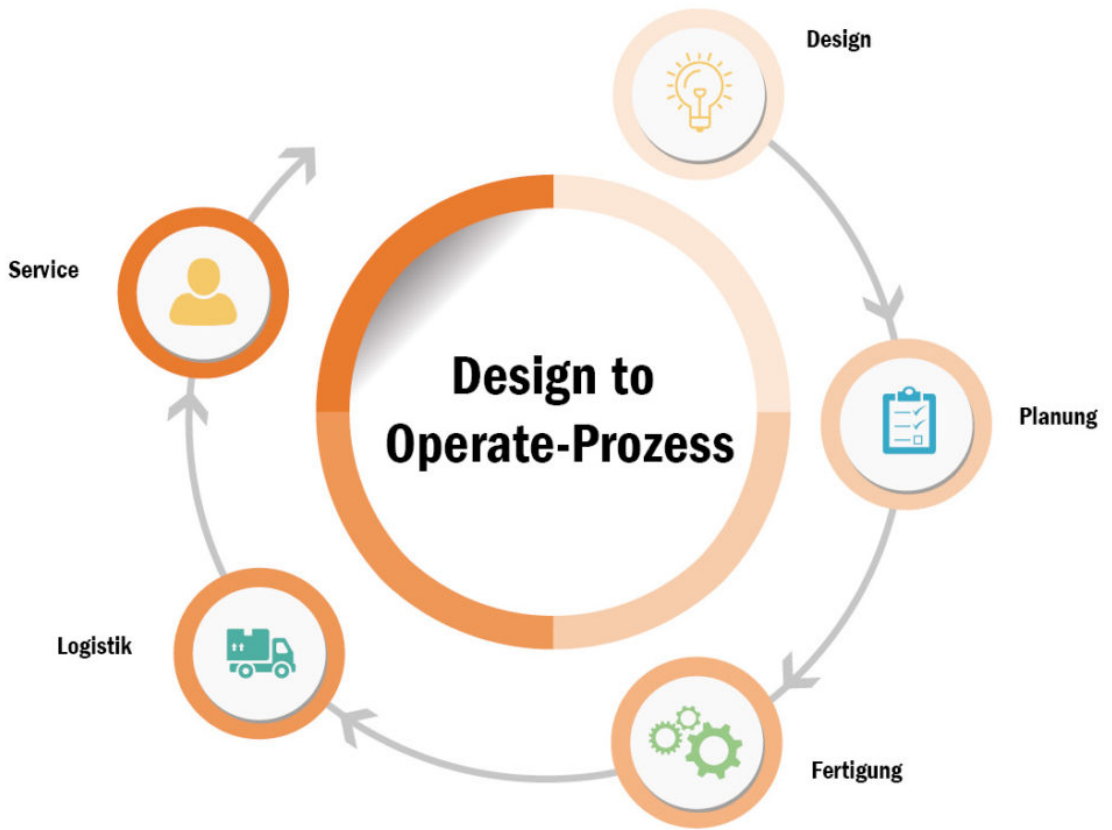 Design
Service
Design to
Operate-Prozess
Planung
Logistik
Fertigung